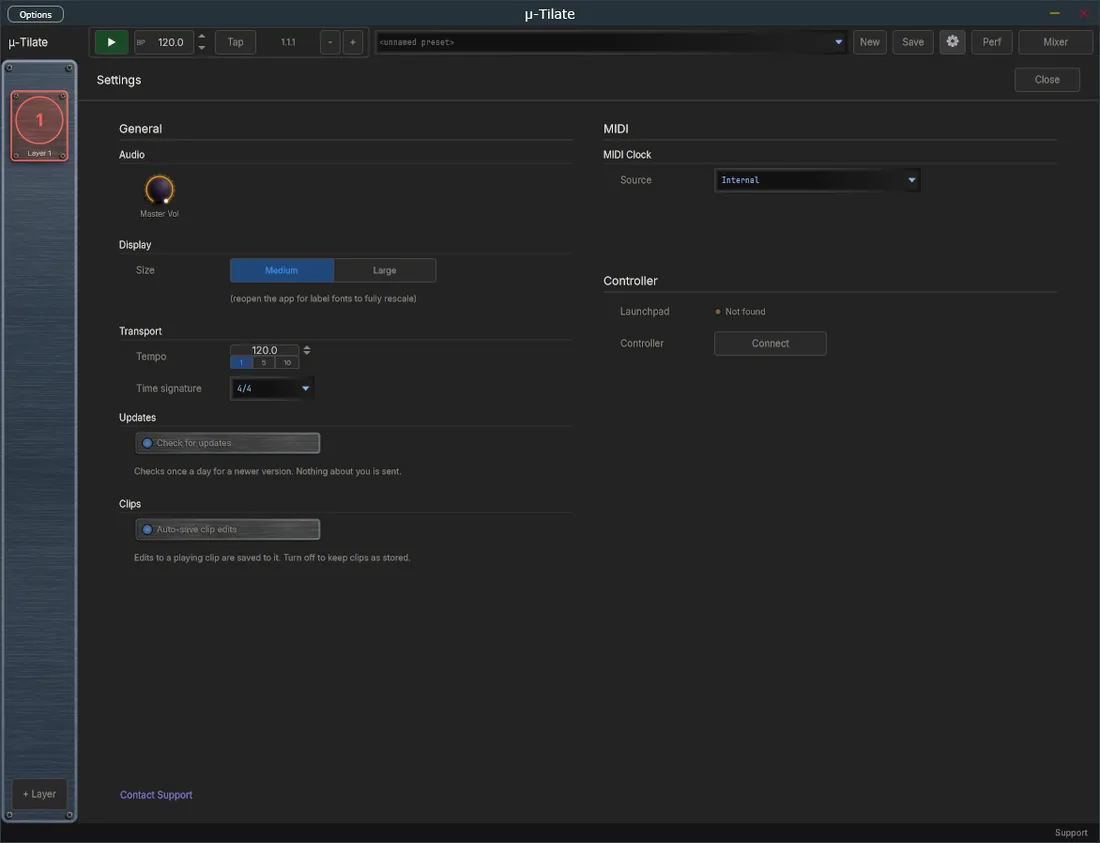 Options
µ-Tilate
µ-Tilate
BP 120.0 Tap 1.1.1 - + <unnamed preset> New Save Perf Mixer
Settings Close
1
Layer 1
+ Layer
General
Audio
Master Vol
Display
Size Medium Large
(reopen the app for label fonts to fully rescale)
Transport
Tempo 120.0
1 5 10
Time signature 4/4
Updates
Check for updates
Checks once a day for a newer version. Nothing about you is sent.
Clips
Auto-save clip edits
Edits to a playing clip are saved to it. Turn off to keep clips as stored.
Contact Support
MIDI
MIDI Clock
Source Internal
Controller
Launchpad Not found
Controller Connect
Support